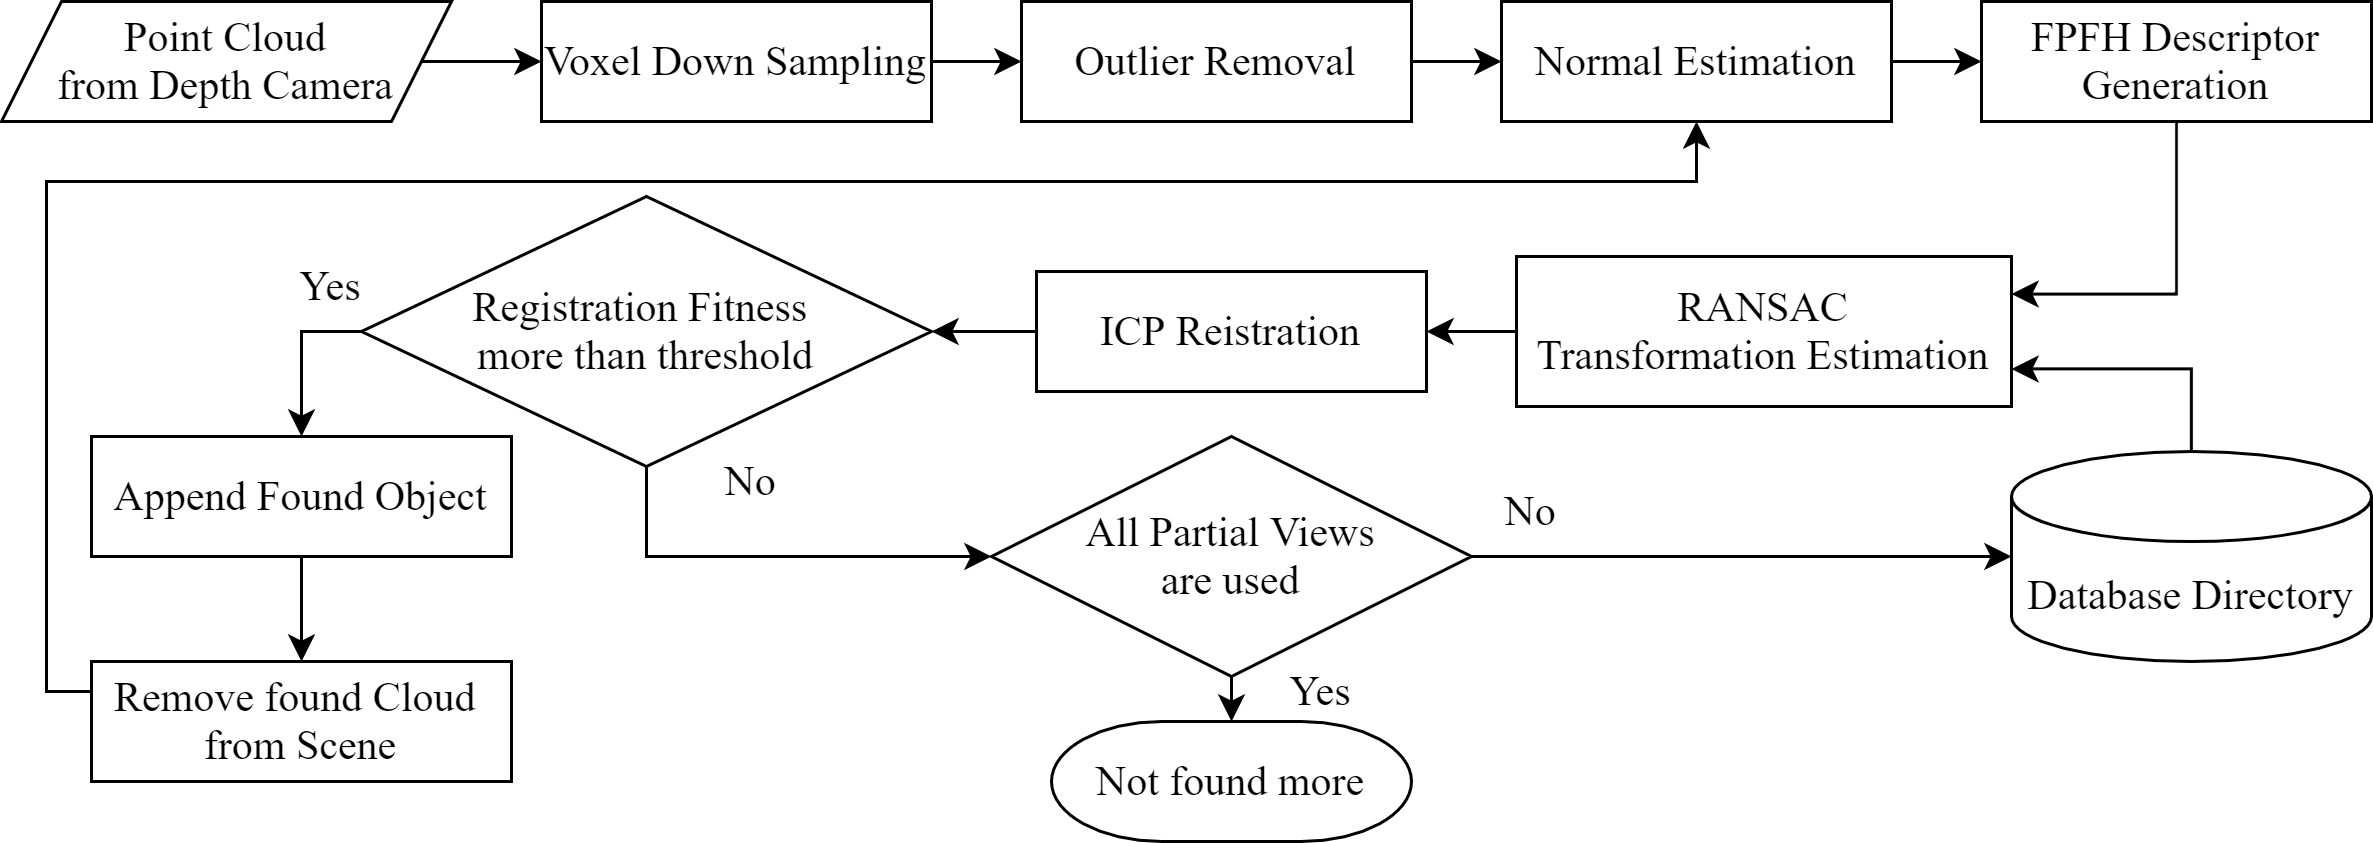 Point Cloud
from Depth Camera
Voxel Down Sampling
Outlier Removal
Normal Estimation
FPFH Descriptor
Generation
Yes
Registration Fitness
more than threshold
ICP Reistration
RANSAC
Transformation Estimation
Append Found Object
No
All Partial Views
are used
No
Database Directory
Remove found Cloud
from Scene
Yes
Not found more